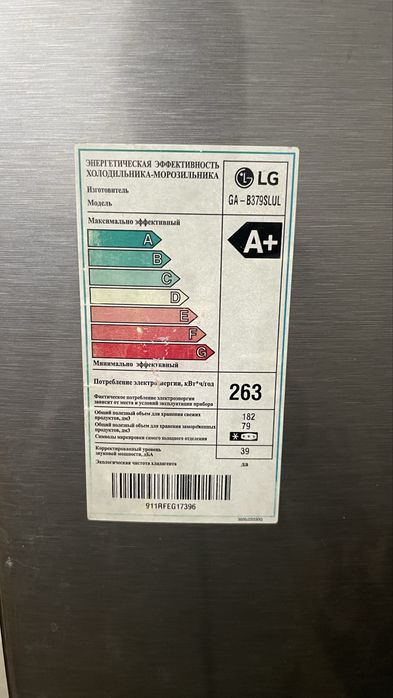 ЭНЕРГЕТИЧЕСКАЯ ЭФФЕКТИВНОСТЬ
ХОЛОДИЛЬНИКА-МОРОЗИЛЬНИКА
LG
Изготовитель
Модель
GA-B379SLUL
Максимально эффективный
A
B
C
D
E
F
G
A+
Минимально эффективный
Потребление электроэнергии, кВт*ч/год
263
Фактическое потребление электроэнергии
зависит от места и условий эксплуатации прибора
Общий полезный объем для хранения свежих
продуктов, дм3
182
Общий полезный объем для хранения замороженных
продуктов, дм3
79
Символы маркировки самого холодного отделения
Корректированный уровень
звуковой мощности, дБА
39
Экологическая чистота хладагента
да
911RFEG17396